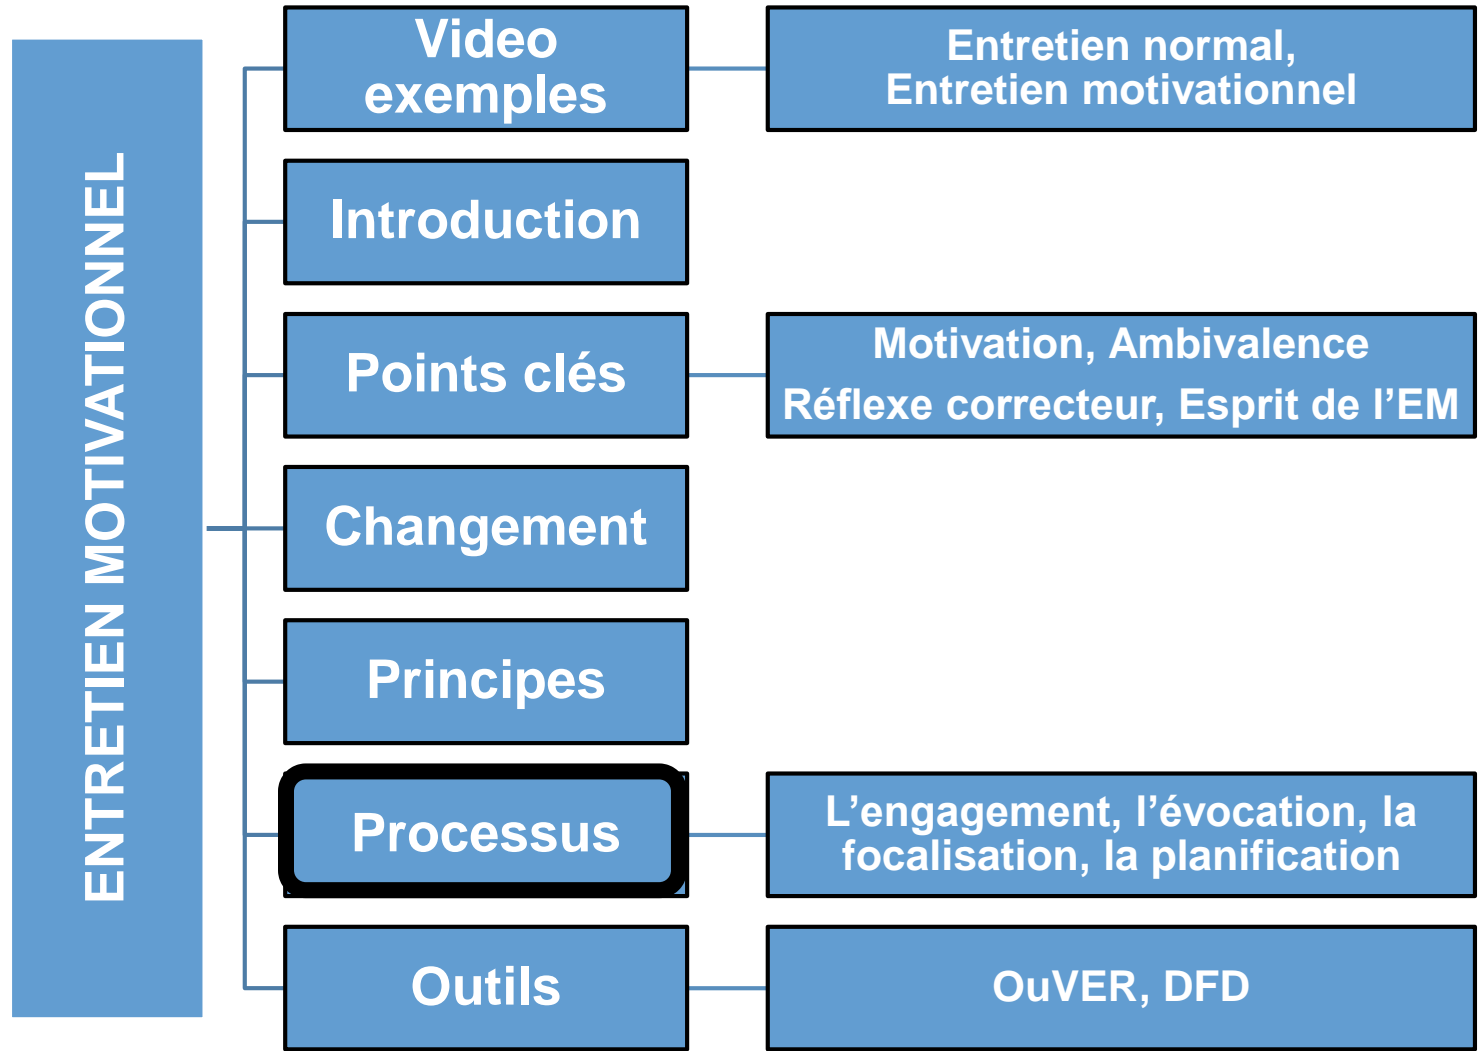 ENTRETIEN MOTIVATIONNEL
Video
exemples
Entretien normal,
Entretien motivationnel
Introduction
Points clés
Motivation, Ambivalence
Réflexe correcteur, Esprit de l’EM
Changement
Principes
Processus
L’engagement, l’évocation, la
focalisation, la planification
Outils
OuVER, DFD